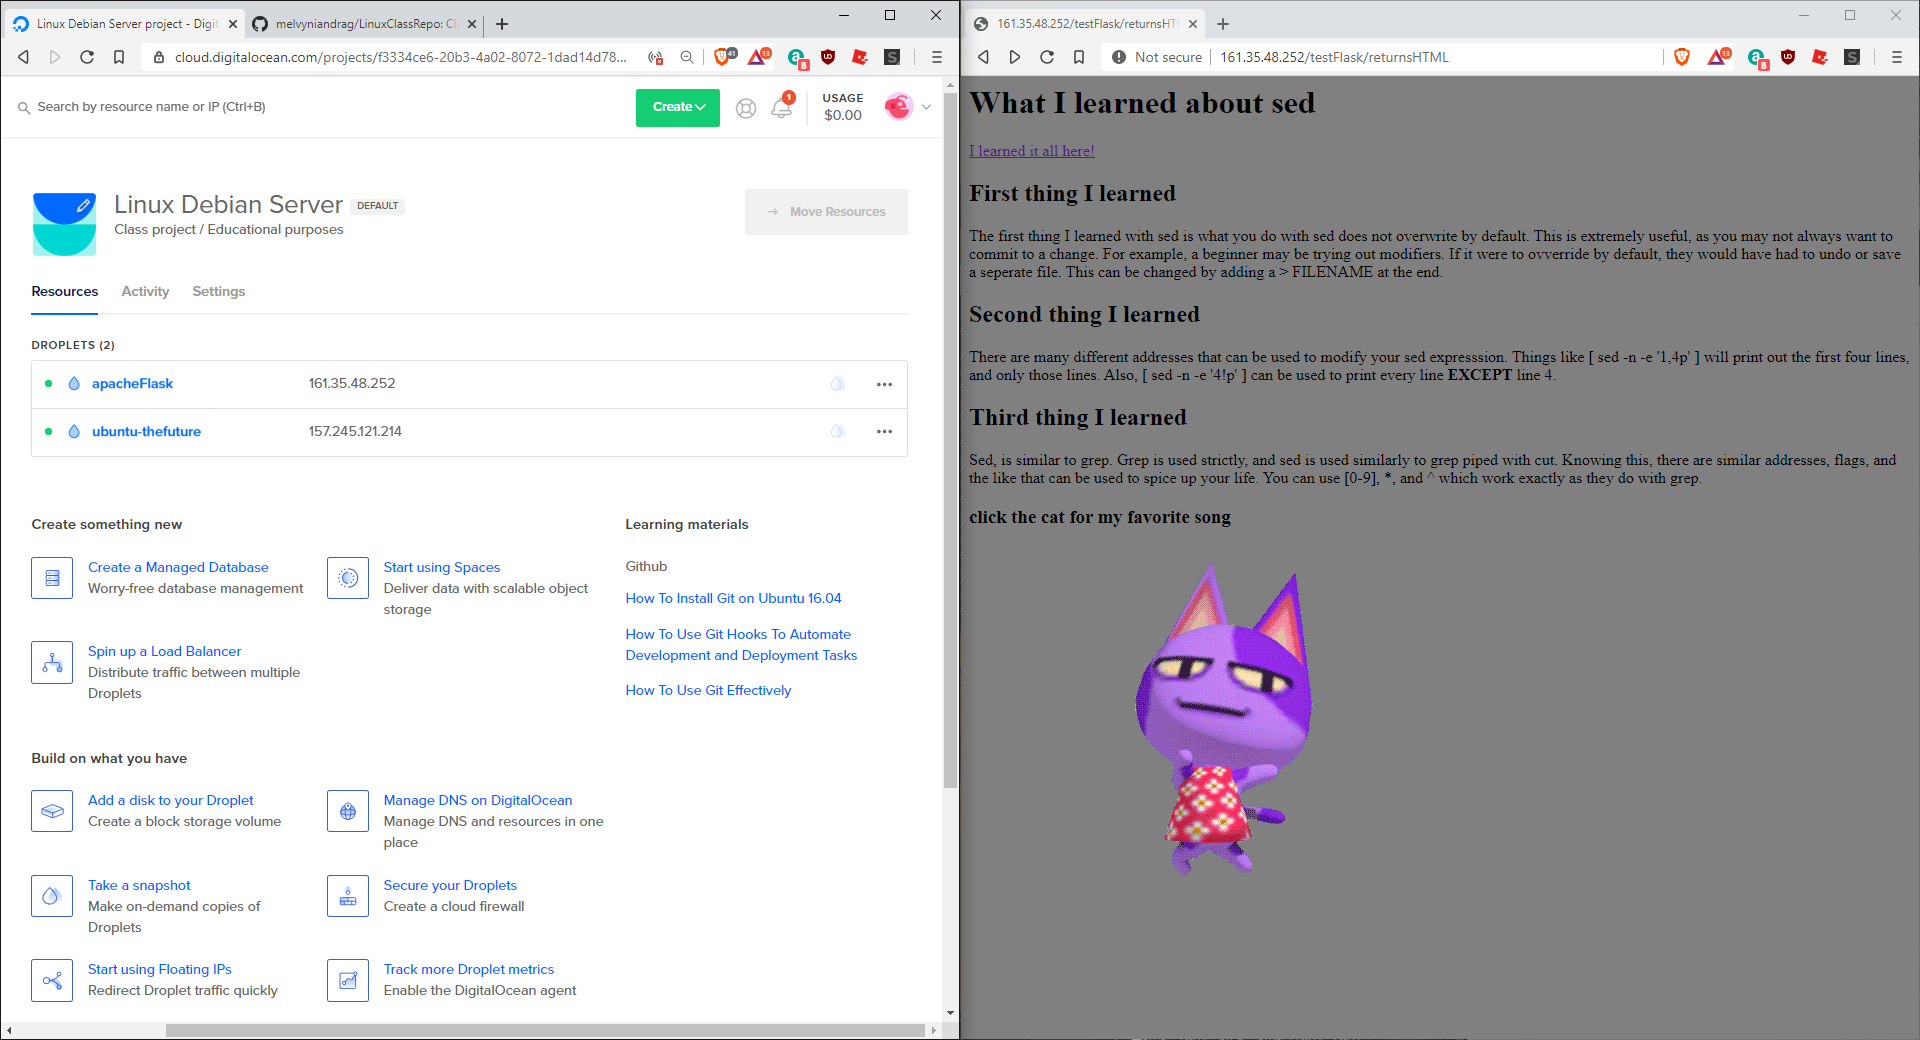 Linux Debian Server project - Digit
melvyniandrag/LinuxClassRepo: Cl
cloud.digitalocean.com/projects/f3334ce6-20b3-4a02-8072-1dad14d78...
41
13
8
Search by resource name or IP (Ctrl+B)
Create
1
USAGE
$0.00
Linux Debian Server
DEFAULT
Class project / Educational purposes
→ Move Resources
Resources
Activity
Settings
DROPLETS (2)
apacheFlask
161.35.48.252
ubuntu-thefuture
157.245.121.214
Create something new
Create a Managed Database
Worry-free database management
Start using Spaces
Deliver data with scalable object
storage
Spin up a Load Balancer
Distribute traffic between multiple
Droplets
Learning materials
Github
How To Install Git on Ubuntu 16.04
How To Use Git Hooks To Automate
Development and Deployment Tasks
How To Use Git Effectively
Build on what you have
Add a disk to your Droplet
Create a block storage volume
Manage DNS on DigitalOcean
Manage DNS and resources in one
place
Take a snapshot
Make on-demand copies of
Droplets
Secure your Droplets
Create a cloud firewall
Start using Floating IPs
Redirect Droplet traffic quickly
Track more Droplet metrics
Enable the DigitalOcean agent
161.35.48.252/testFlask/returnsHTM
Not secure
161.35.48.252/testFlask/returnsHTML
13
8
What I learned about sed
I learned it all here!
First thing I learned
The first thing I learned with sed is what you do with sed does not overwrite by default. This is extremely useful, as you may not always want to
commit to a change. For example, a beginner may be trying out modifiers. If it were to ovverride by default, they would have had to undo or save
a seperate file. This can be changed by adding a > FILENAME at the end.
Second thing I learned
There are many different addresses that can be used to modify your sed expresssion. Things like [ sed -n -e '1,4p' ] will print out the first four lines,
and only those lines. Also, [ sed -n -e '4!p' ] can be used to print every line EXCEPT line 4.
Third thing I learned
Sed, is similar to grep. Grep is used strictly, and sed is used similarly to grep piped with cut. Knowing this, there are similar addresses, flags, and
the like that can be used to spice up your life. You can use [0-9], *, and ^ which work exactly as they do with grep.
click the cat for my favorite song